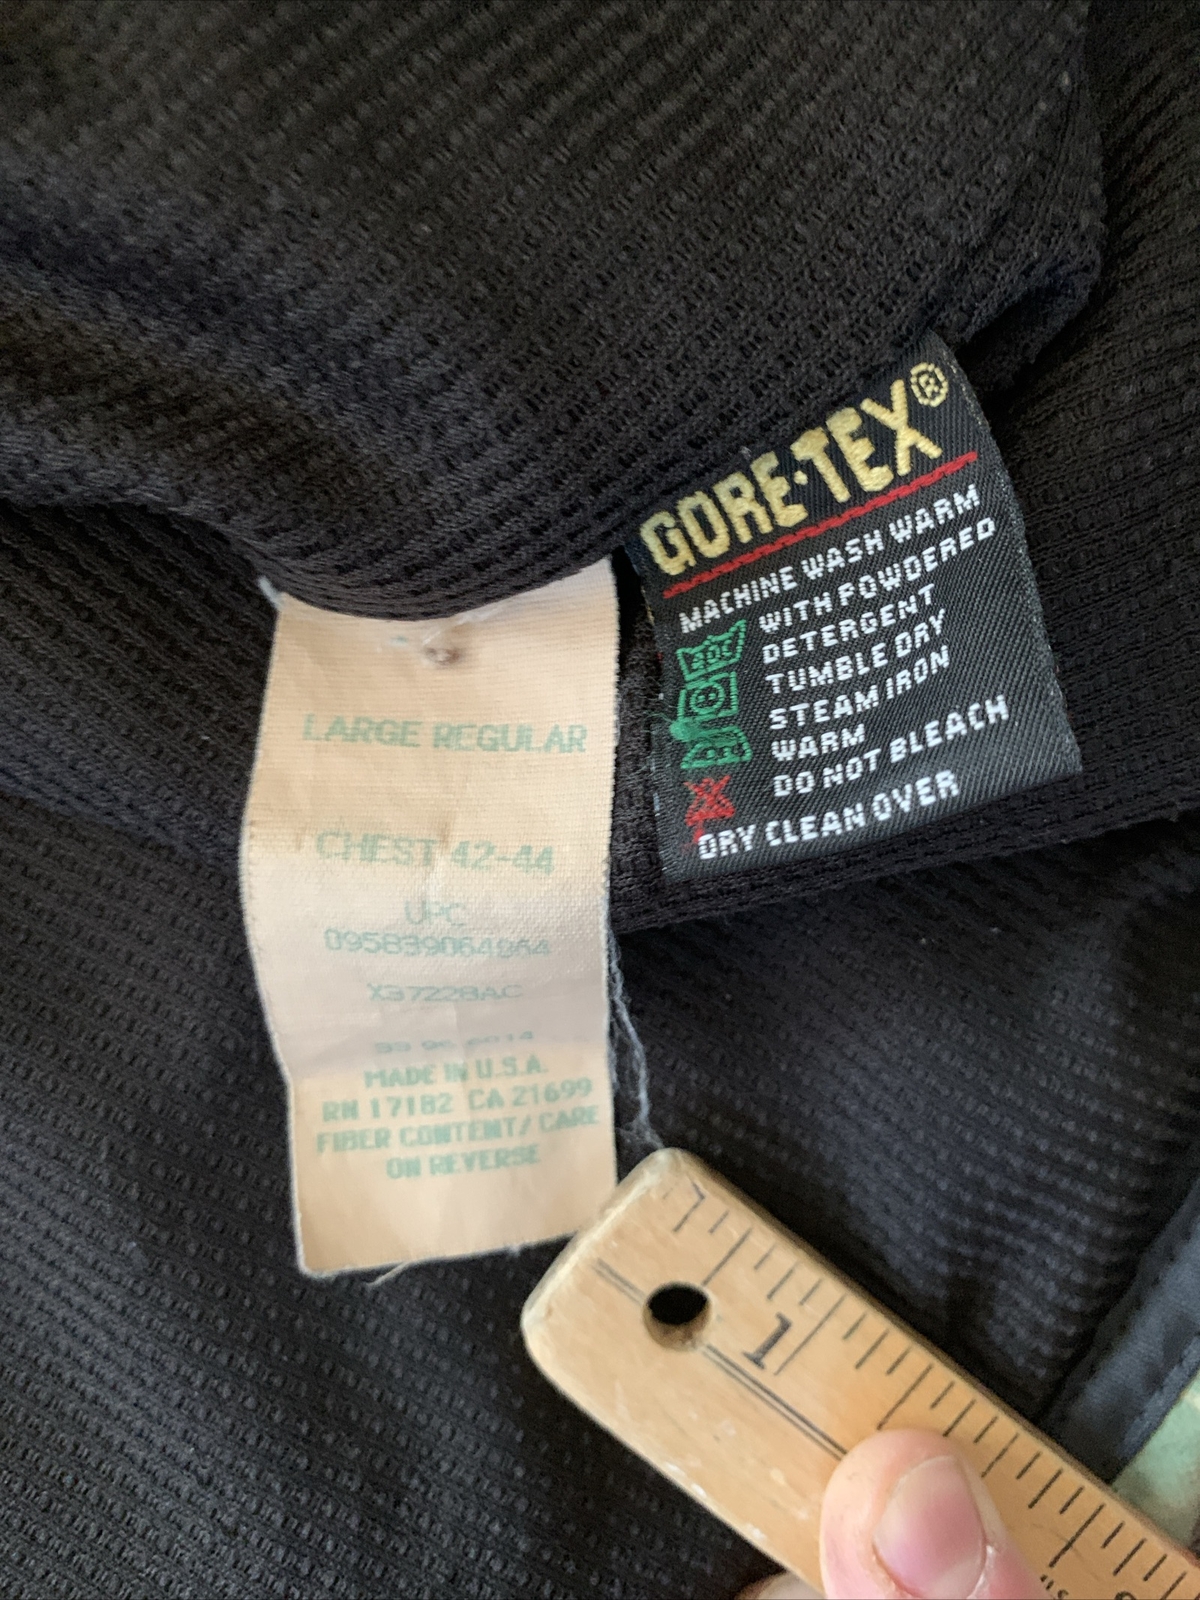 GORE-TEX®
MACHINE WASH WARM
WITH POWDERED
DETERGENT
TUMBLE DRY
STEAM IRON
WARM
DO NOT BLEACH
DRY CLEAN OVER
LARGE REGULAR
CHEST 42-44
UPC
X37228AC
MADE IN U.S.A.
RN 17182 CA 21699
FIBER CONTENT/ CARE
ON REVERSE
1